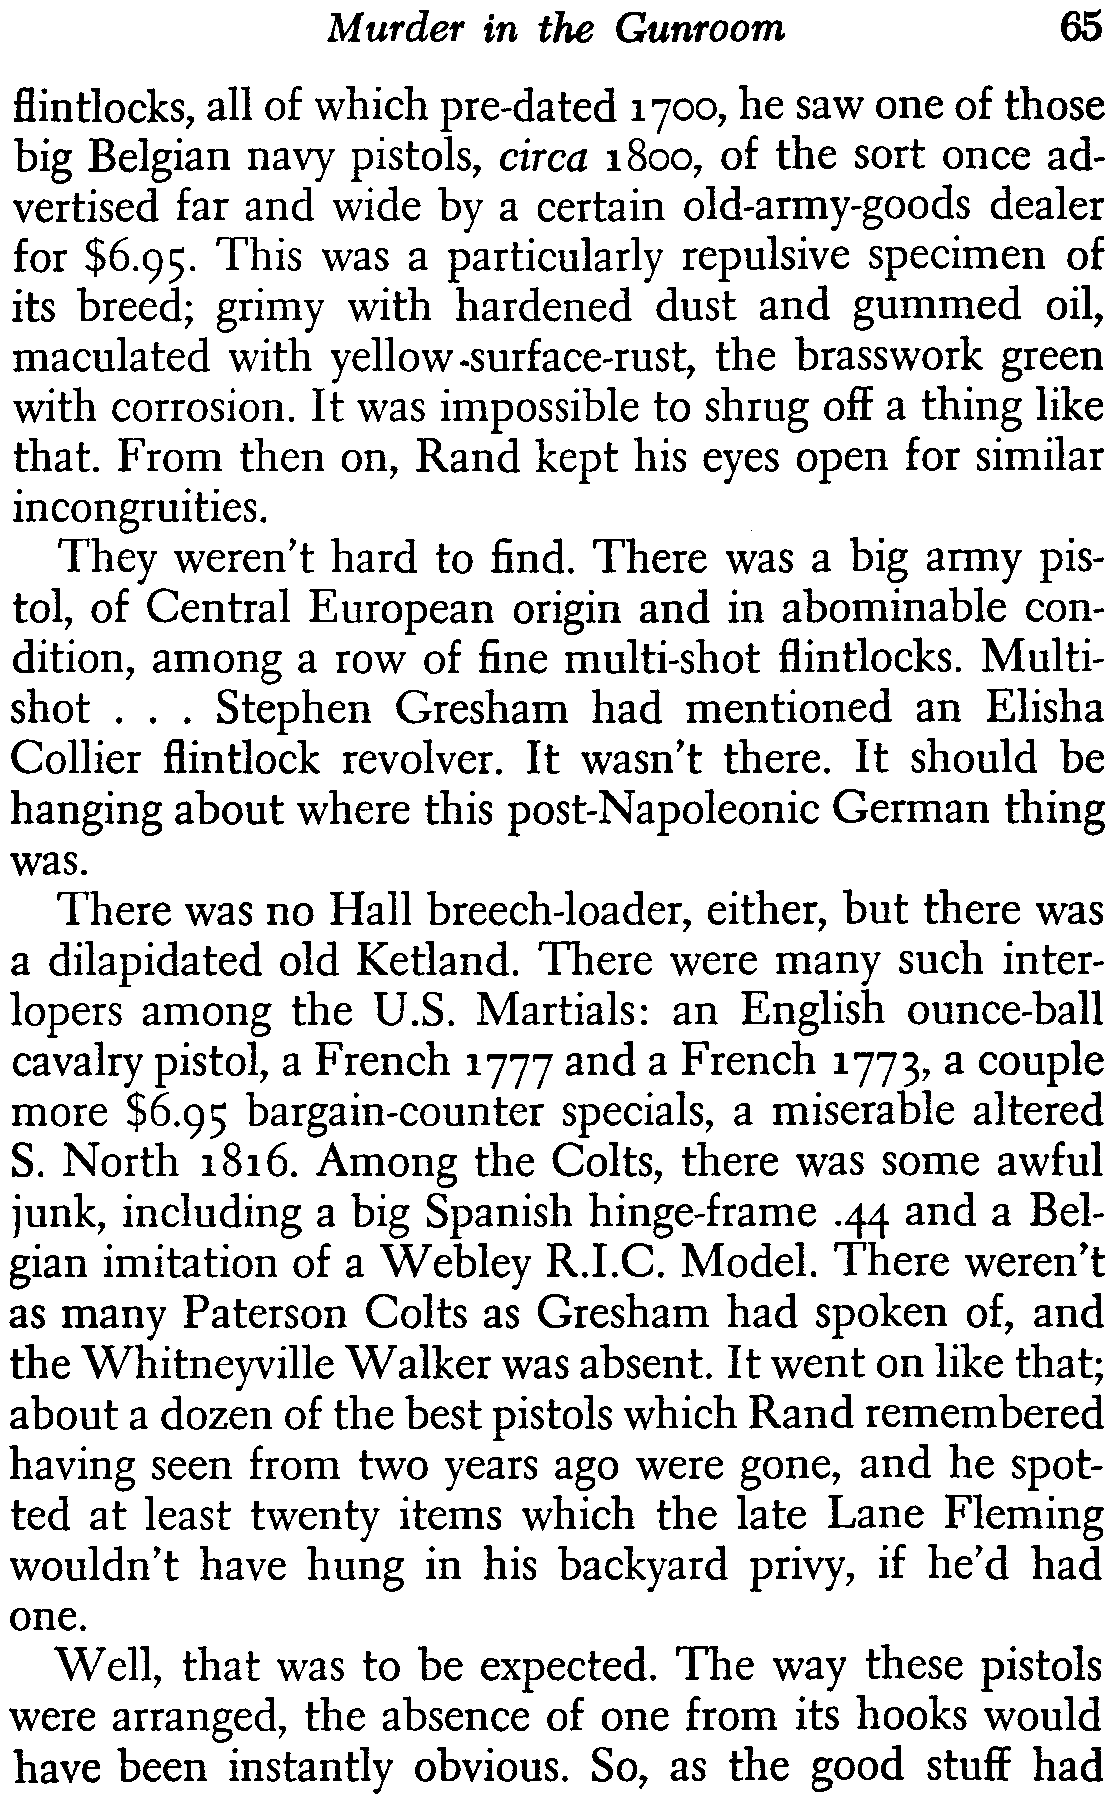 Murder in the Gunroom 65
flintlocks, all of which pre-dated 1700, he saw one of those
big Belgian navy pistols, circa 1800, of the sort once ad-
vertised far and wide by a certain old-army-goods dealer
for $6.95. This was a particularly repulsive specimen of
its breed; grimy with hardened dust and gummed oil,
maculated with yellow-surface-rust, the brasswork green
with corrosion. It was impossible to shrug off a thing like
that. From then on, Rand kept his eyes open for similar
incongruities.
They weren't hard to find. There was a big army pis-
tol, of Central European origin and in abominable con-
dition, among a row of fine multi-shot flintlocks. Multi-
shot . . . Stephen Gresham had mentioned an Elisha
Collier flintlock revolver. It wasn't there. It should be
hanging about where this post-Napoleonic German thing
was.
There was no Hall breech-loader, either, but there was
a dilapidated old Ketland. There were many such inter-
lopers among the U.S. Martials: an English ounce-ball
cavalry pistol, a French 1777 and a French 1773, a couple
more $6.95 bargain-counter specials, a miserable altered
S. North 1816. Among the Colts, there was some awful
junk, including a big Spanish hinge-frame .44 and a Bel-
gian imitation of a Webley R.I.C. Model. There weren't
as many Paterson Colts as Gresham had spoken of, and
the Whitneyville Walker was absent. It went on like that;
about a dozen of the best pistols which Rand remembered
having seen from two years ago were gone, and he spot-
ted at least twenty items which the late Lane Fleming
wouldn't have hung in his backyard privy, if he'd had
one.
Well, that was to be expected. The way these pistols
were arranged, the absence of one from its hooks would
have been instantly obvious. So, as the good stuff had